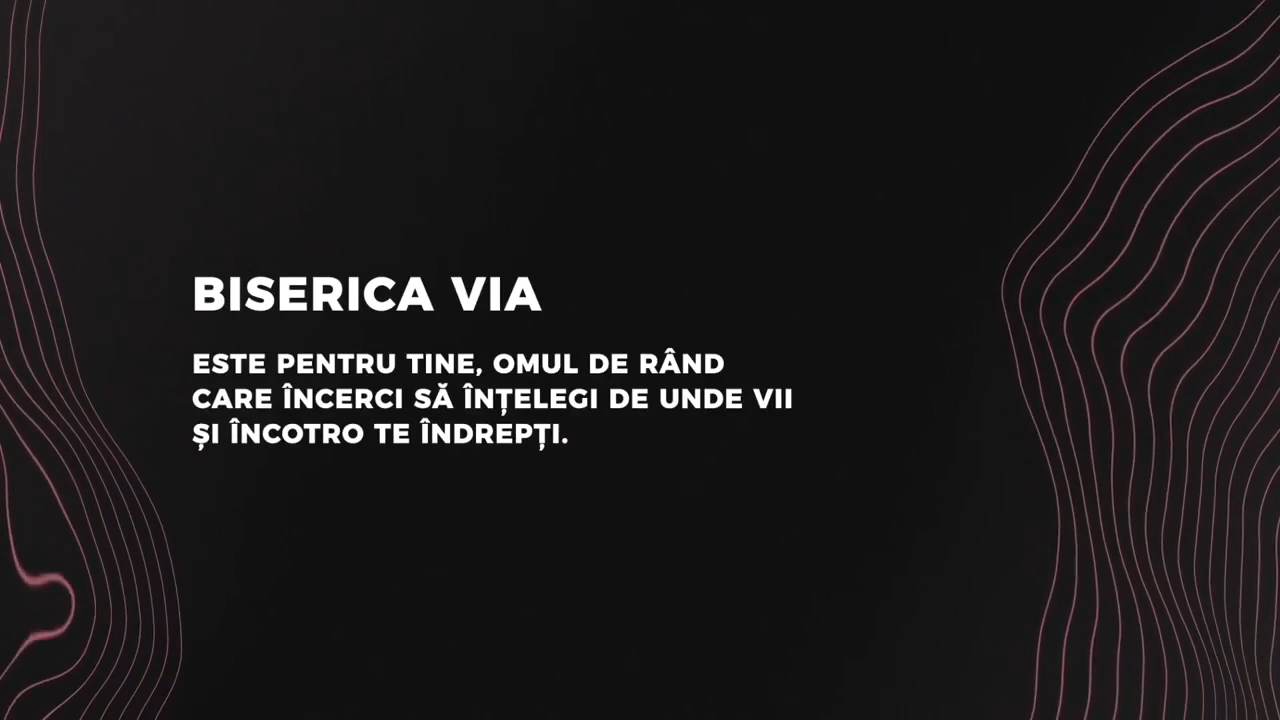 BISERICA VIA
ESTE PENTRU TINE, OMUL DE RÂND
CARE ÎNCERCI SĂ ÎNȚELEGI DE UNDE VII
ȘI ÎNCOTRO TE ÎNDREPȚI.